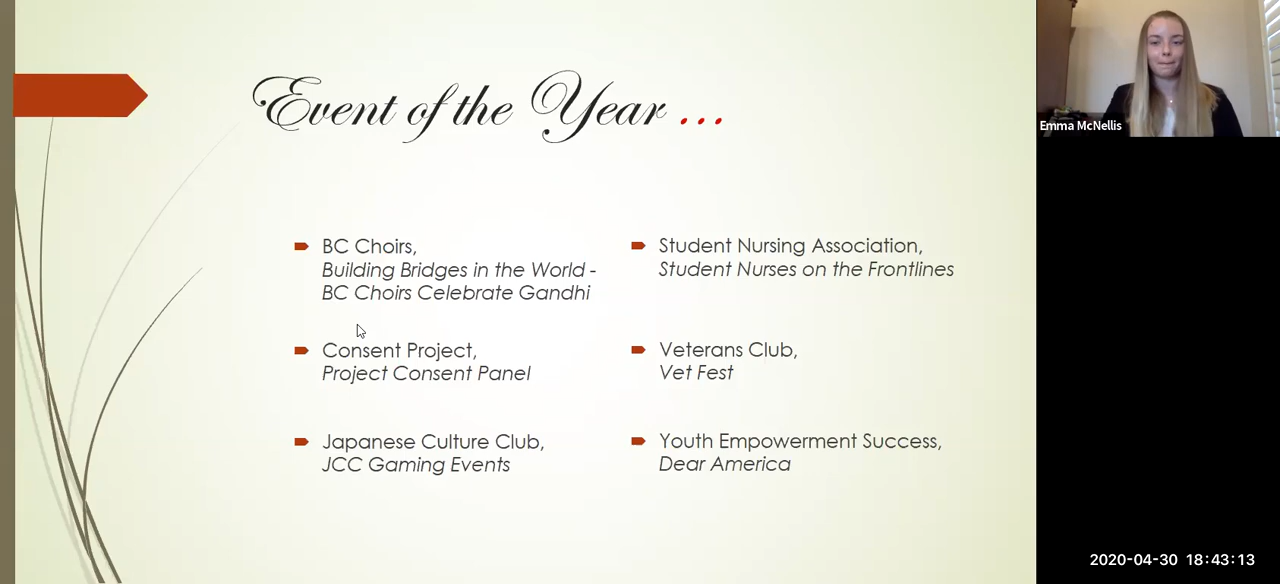 Event of the Year ...
BC Choirs,
Building Bridges in the World -
BC Choirs Celebrate Gandhi
Consent Project,
Project Consent Panel
Japanese Culture Club,
JCC Gaming Events
Student Nursing Association,
Student Nurses on the Frontlines
Veterans Club,
Vet Fest
Youth Empowerment Success,
Dear America
Emma McNellis
2020-04-30 18:43:13